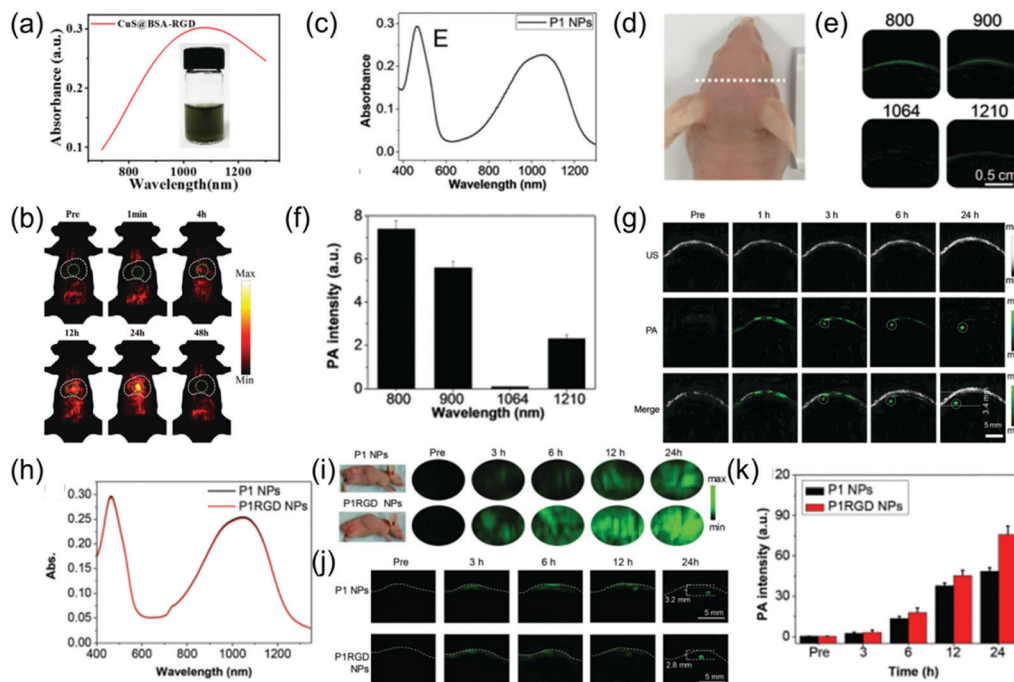 (a)
CuS@BSA-RGD
Absorbance (a.u.)
0.3
0.2
0.1
800 1000 1200
Wavelength(nm)
(b)
Pre 1min 4h
12h 24h 48h
Max
Min
(c)
P1 NPs
E
Absorbance
0.3
0.2
0.1
0.0
400 600 800 1000 1200
Wavelength (nm)
(d)
(e)
800 900
1064 1210
0.5 cm
(f)
PA intensity (a.u.)
8
6
4
2
0
800 900 1064 1210
Wavelength (nm)
(g)
Pre 1 h 3 h 6 h 24 h
US
PA
Merge
3.4 mm
5 mm
(h)
P1 NPs
P1RGD NPs
Abs.
0.30
0.25
0.20
0.15
0.10
0.05
0.00
400 600 800 1000 1200
Wavelength (nm)
(i)
P1 NPs Pre 3 h 6 h 12 h 24h
P1RGD NPs
max
min
(j)
Pre 3 h 6 h 12 h 24h
P1 NPs
3.2 mm
5 mm
P1RGD
NPs
2.8 mm
5 mm
(k)
P1 NPs
P1RGD NPs
PA intensity (a.u.)
120
90
60
30
0
Pre 3 6 12 24
Time (h)